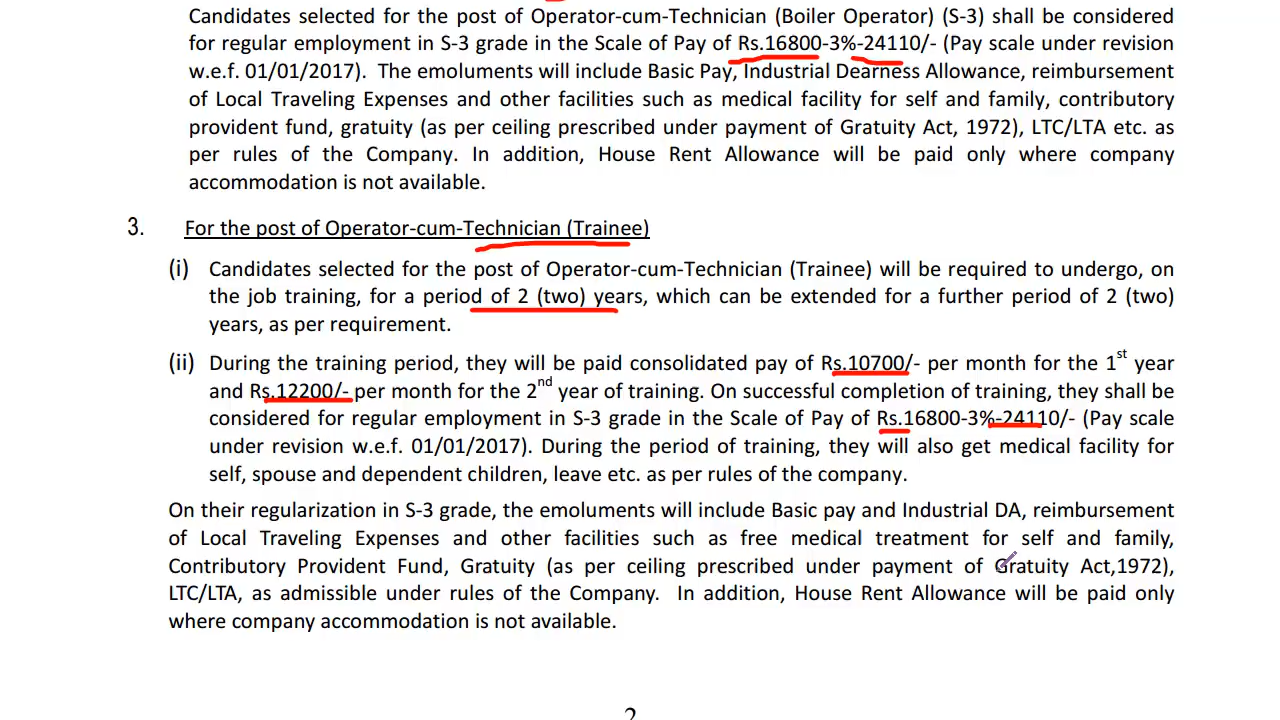 Candidates selected for the post of Operator-cum-Technician (Boiler Operator) (S-3) shall be considered
for regular employment in S-3 grade in the Scale of Pay of Rs.16800-3%-24110/- (Pay scale under revision
w.e.f. 01/01/2017).  The emoluments will include Basic Pay, Industrial Dearness Allowance, reimbursement
of Local Traveling Expenses and other facilities such as medical facility for self and family, contributory
provident fund, gratuity (as per ceiling prescribed under payment of Gratuity Act, 1972), LTC/LTA etc. as
per rules of the Company. In addition, House Rent Allowance will be paid only where company
accommodation is not available.
3. For the post of Operator-cum-Technician (Trainee)
(i) Candidates selected for the post of Operator-cum-Technician (Trainee) will be required to undergo, on
the job training, for a period of 2 (two) years, which can be extended for a further period of 2 (two)
years, as per requirement.
(ii) During the training period, they will be paid consolidated pay of Rs.10700/- per month for the 1st year
and Rs.12200/- per month for the 2nd year of training. On successful completion of training, they shall be
considered for regular employment in S-3 grade in the Scale of Pay of Rs.16800-3%-24110/- (Pay scale
under revision w.e.f. 01/01/2017). During the period of training, they will also get medical facility for
self, spouse and dependent children, leave etc. as per rules of the company.
On their regularization in S-3 grade, the emoluments will include Basic pay and Industrial DA, reimbursement
of Local Traveling Expenses and other facilities such as free medical treatment for self and family,
Contributory Provident Fund, Gratuity (as per ceiling prescribed under payment of Gratuity Act,1972),
LTC/LTA, as admissible under rules of the Company.  In addition, House Rent Allowance will be paid only
where company accommodation is not available.
2